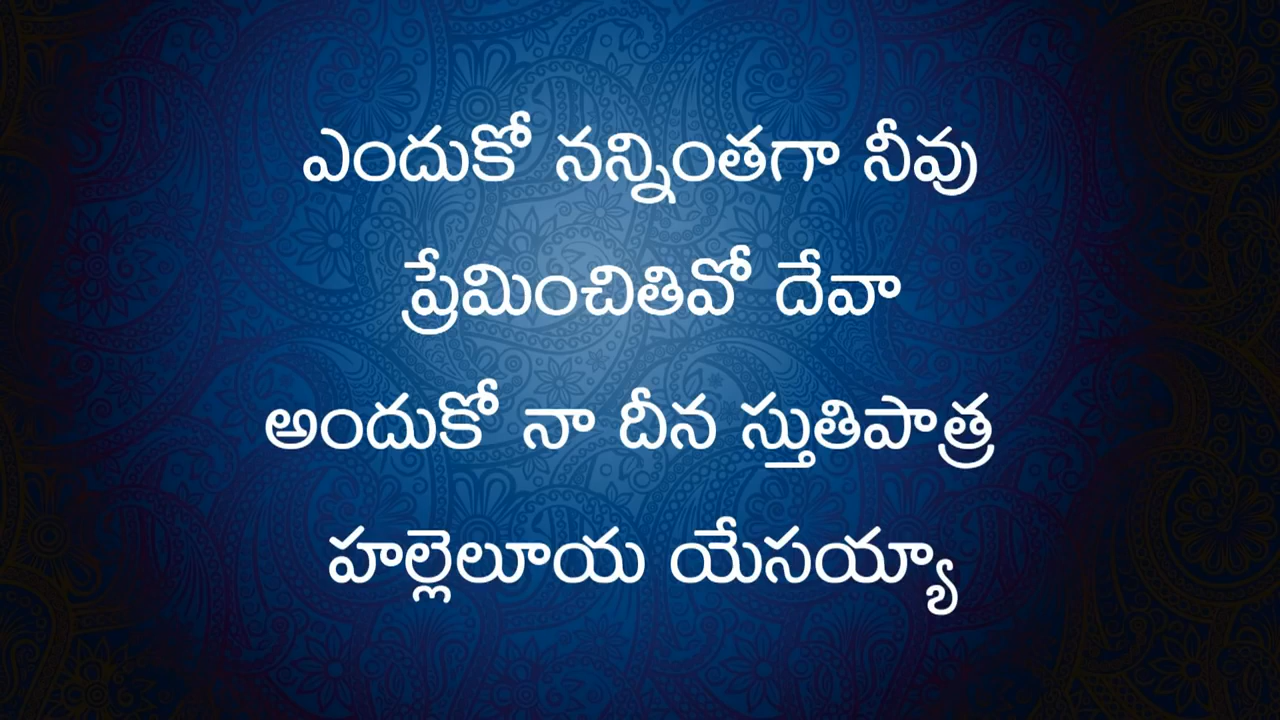 ఎందుకో నన్నింతగా నీవు
ప్రేమించితివో దేవా
అందుకో నా దీన స్తుతిపాత్ర
హల్లెలూయ యేసయ్యా